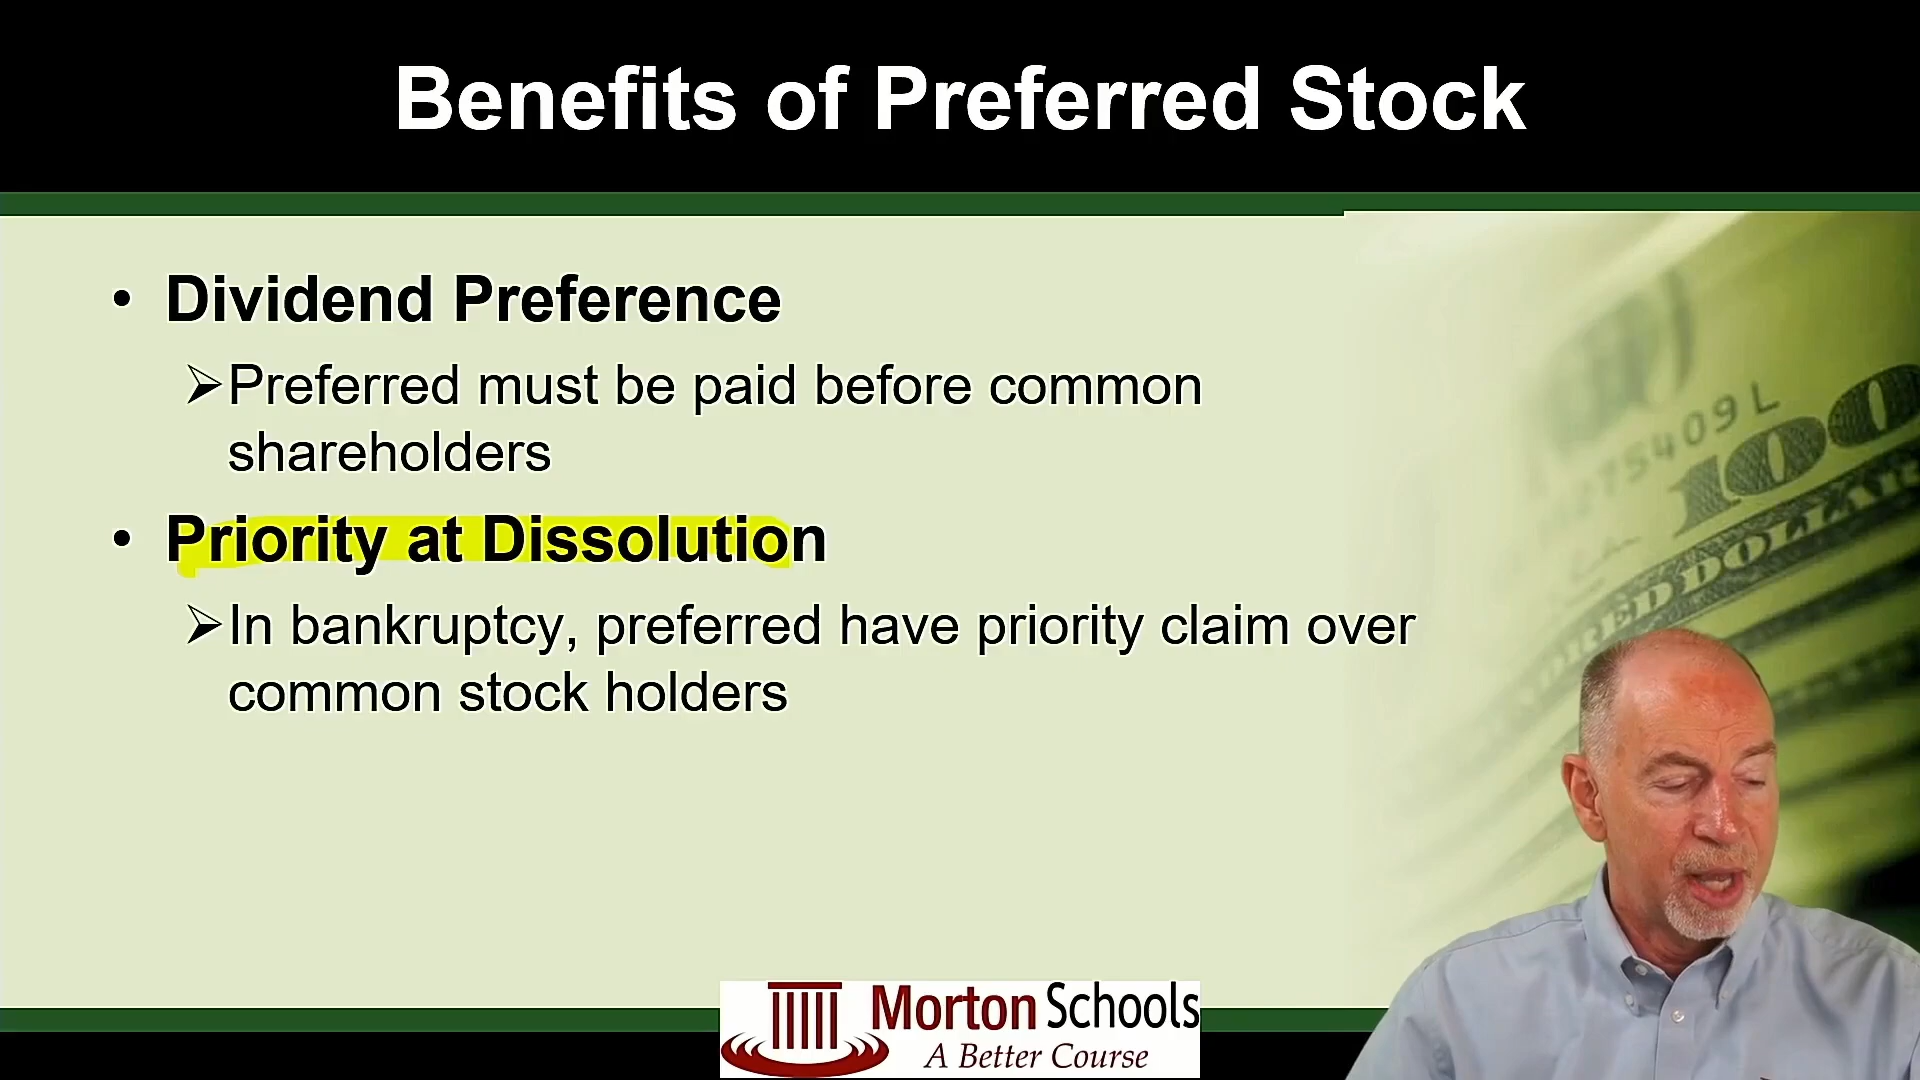 Benefits of Preferred Stock
• Dividend Preference
➢Preferred must be paid before common
shareholders
• Priority at Dissolution
➢In bankruptcy, preferred have priority claim over
common stock holders
100
Morton Schools
A Better Course